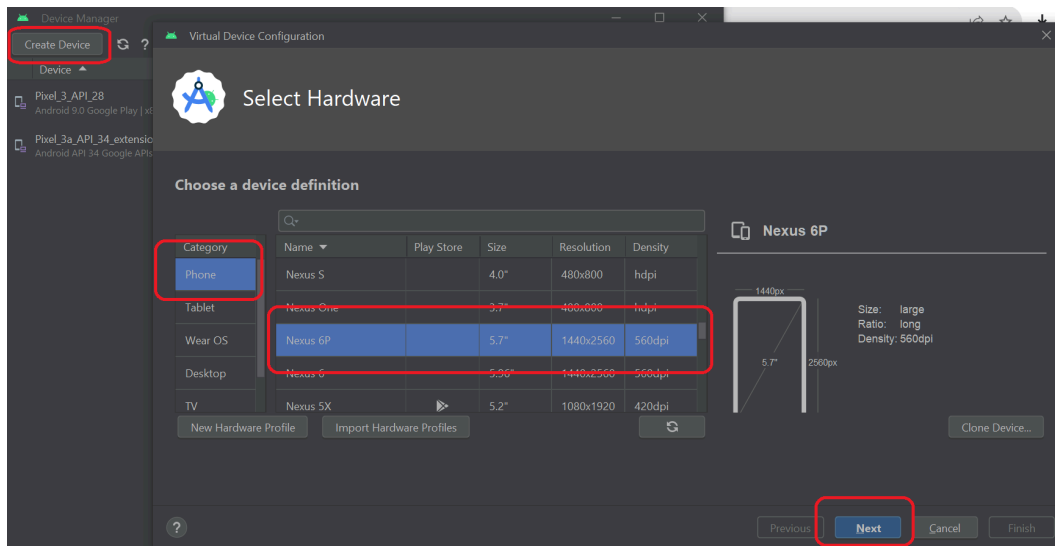 Device Manager
Create Device
?
Device
Pixel_3_API_28
Android 9.0 Google Play | x8
Pixel_3a_API_34_extensio
Android API 34 Google APIs
Virtual Device Configuration
Select Hardware
Choose a device definition
Category
Phone
Tablet
Wear OS
Desktop
TV
Name Play Store Size Resolution Density
Nexus S 4.0" 480x800 hdpi
Nexus One 3.7" 480x800 hdpi
Nexus 6P 5.7" 1440x2560 560dpi
Nexus 6 5.96" 1440x2560 560dpi
Nexus 5X 5.2" 1080x1920 420dpi
Nexus 6P
1440px
5.7"
2560px
Size: large
Ratio: long
Density: 560dpi
New Hardware Profile
Import Hardware Profiles
Clone Device...
?
Previous
Next
Cancel
Finish